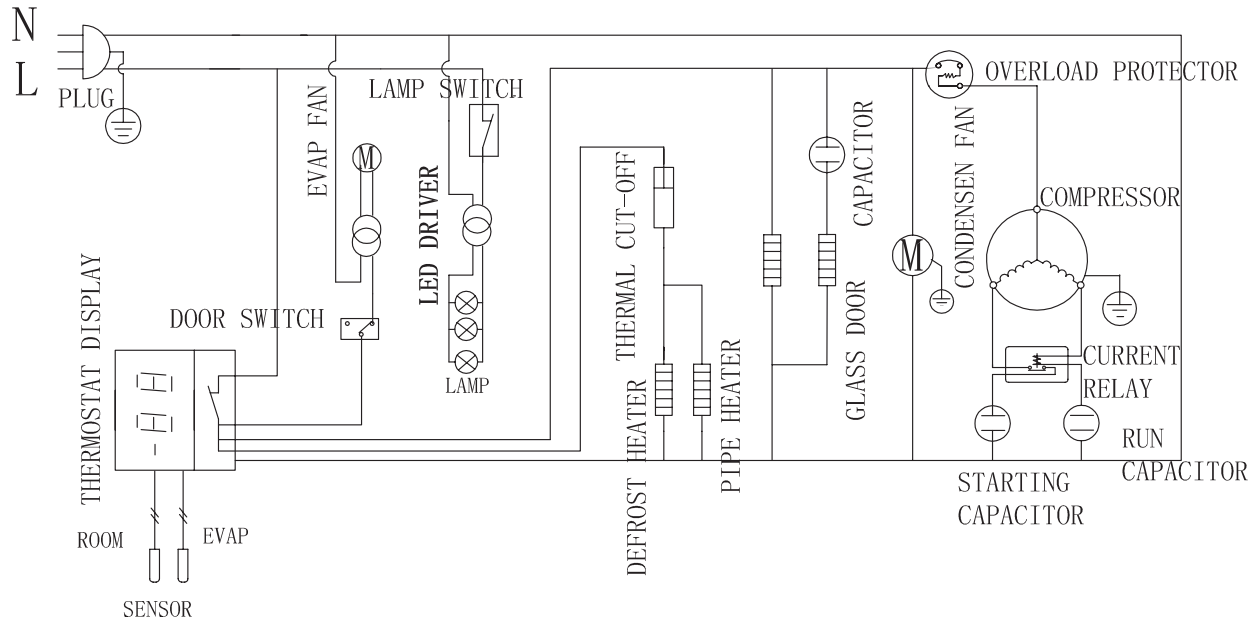 N
L
PLUG
LAMP SWITCH
EVAP FAN
M
LED DRIVER
LAMP
DOOR SWITCH
THERMOSTAT DISPLAY
ROOM
EVAP
SENSOR
THERMAL CUT-OFF
DEFROST HEATER
PIPE HEATER
CAPACITOR
GLASS DOOR
M
CONDENSEN FAN
OVERLOAD PROTECTOR
COMPRESSOR
CURRENT
RELAY
RUN
CAPACITOR
STARTING
CAPACITOR